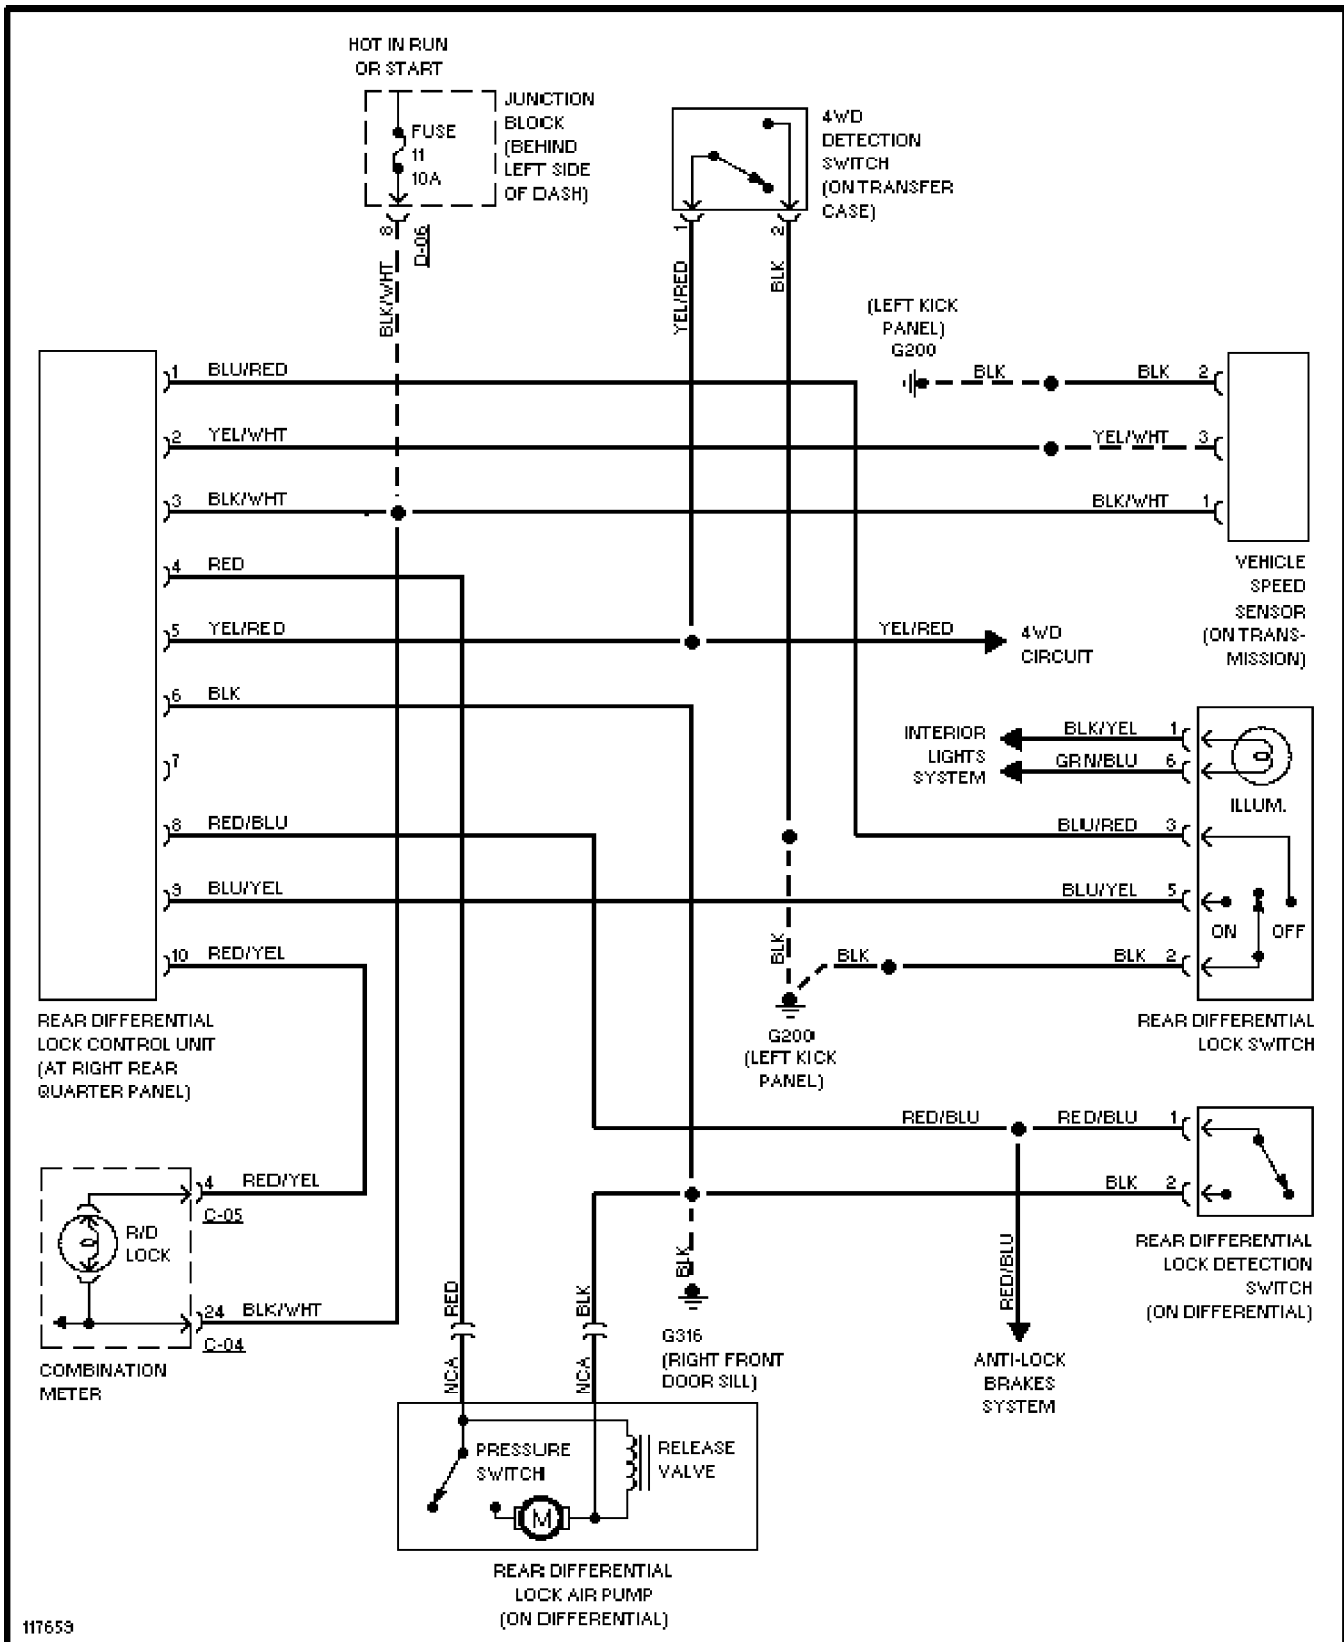 HOT IN RUN
OR START
JUNCTION
BLOCK
(BEHIND
LEFT SIDE
OF DASH)
FUSE
11
10A
8
D-06
BLK/WHT
4WD
DETECTION
SWITCH
(ON TRANSFER
CASE)
1
2
YEL/RED
BLK
(LEFT KICK
PANEL)
G200
BLK
BLK 2
YEL/WHT 3
BLK/WHT 1
VEHICLE
SPEED
SENSOR
(ON TRANS-
MISSION)
1 BLU/RED
2 YEL/WHT
3 BLK/WHT
4 RED
5 YEL/RED
6 BLK
7
8 RED/BLU
9 BLU/YEL
10 RED/YEL
REAR DIFFERENTIAL
LOCK CONTROL UNIT
(AT RIGHT REAR
QUARTER PANEL)
YEL/RED
4WD
CIRCUIT
INTERIOR
LIGHTS
SYSTEM
BLK/YEL 1
GRN/BLU 6
ILLUM.
BLU/RED 3
BLU/YEL 5
ON OFF
BLK
BLK
BLK 2
G200
(LEFT KICK
PANEL)
REAR DIFFERENTIAL
LOCK SWITCH
RED/BLU
RED/BLU 1
BLK 2
REAR DIFFERENTIAL
LOCK DETECTION
SWITCH
(ON DIFFERENTIAL)
RED/BLU
ANTI-LOCK
BRAKES
SYSTEM
4 RED/YEL
C-05
R/D
LOCK
24 BLK/WHT
C-04
COMBINATION
METER
RED
BLK
BLK
NCA
NCA
G316
(RIGHT FRONT
DOOR SILL)
PRESSURE
SWITCH
RELEASE
VALVE
M
REAR DIFFERENTIAL
LOCK AIR PUMP
(ON DIFFERENTIAL)
117659